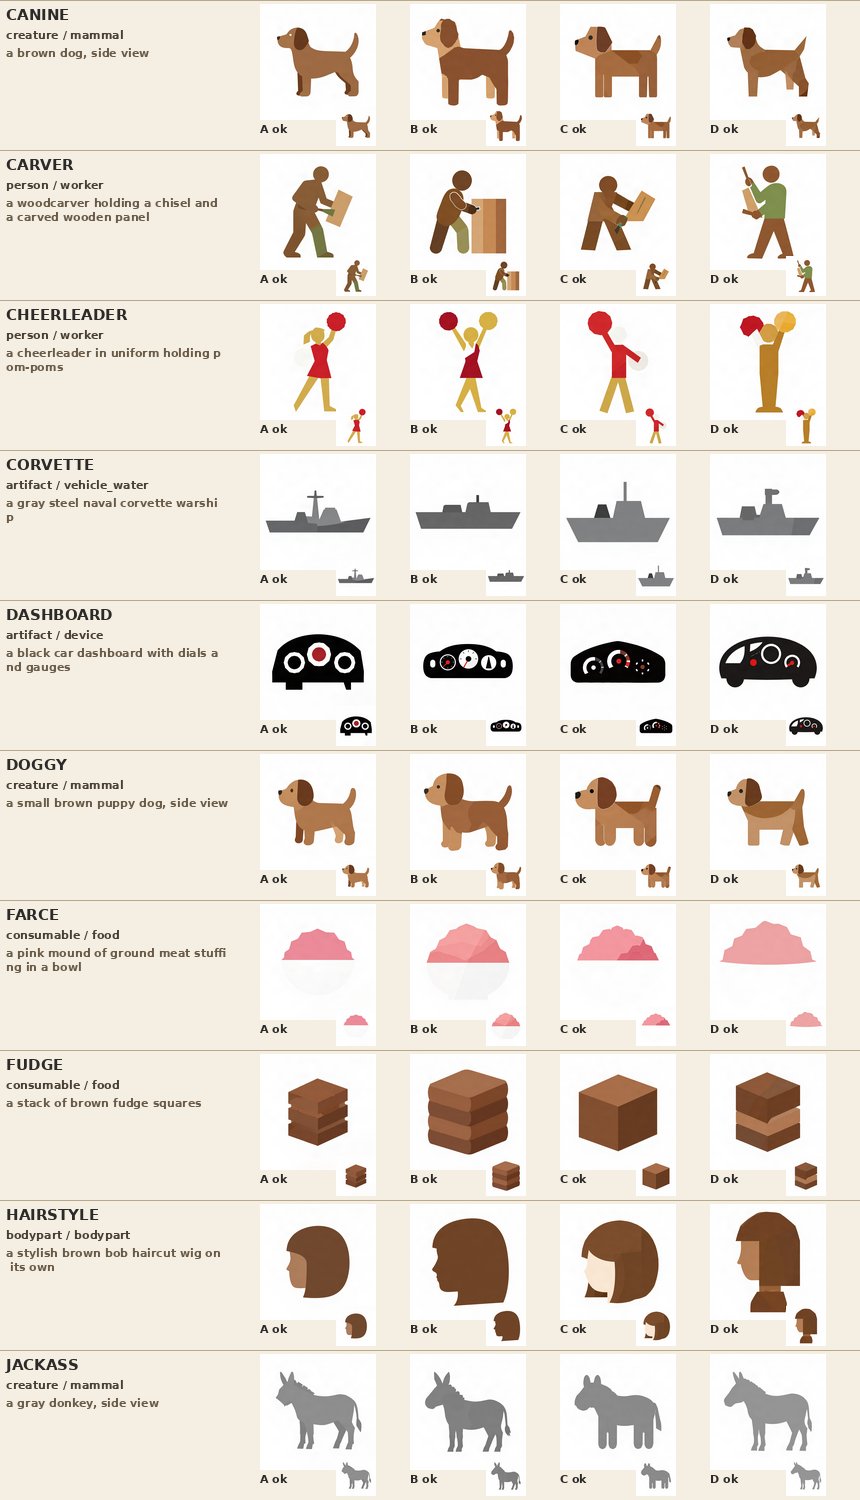 CANINE
creature / mammal
a brown dog, side view
A ok
B ok
C ok
D ok
CARVER
person / worker
a woodcarver holding a chisel and
a carved wooden panel
A ok
B ok
C ok
D ok
CHEERLEADER
person / worker
a cheerleader in uniform holding p
om-poms
A ok
B ok
C ok
D ok
CORVETTE
artifact / vehicle_water
a gray steel naval corvette warshi
p
A ok
B ok
C ok
D ok
DASHBOARD
artifact / device
a black car dashboard with dials a
nd gauges
A ok
B ok
C ok
D ok
DOGGY
creature / mammal
a small brown puppy dog, side view
A ok
B ok
C ok
D ok
FARCE
consumable / food
a pink mound of ground meat stuffi
ng in a bowl
A ok
B ok
C ok
D ok
FUDGE
consumable / food
a stack of brown fudge squares
A ok
B ok
C ok
D ok
HAIRSTYLE
bodypart / bodypart
a stylish brown bob haircut wig on
its own
A ok
B ok
C ok
D ok
JACKASS
creature / mammal
a gray donkey, side view
A ok
B ok
C ok
D ok